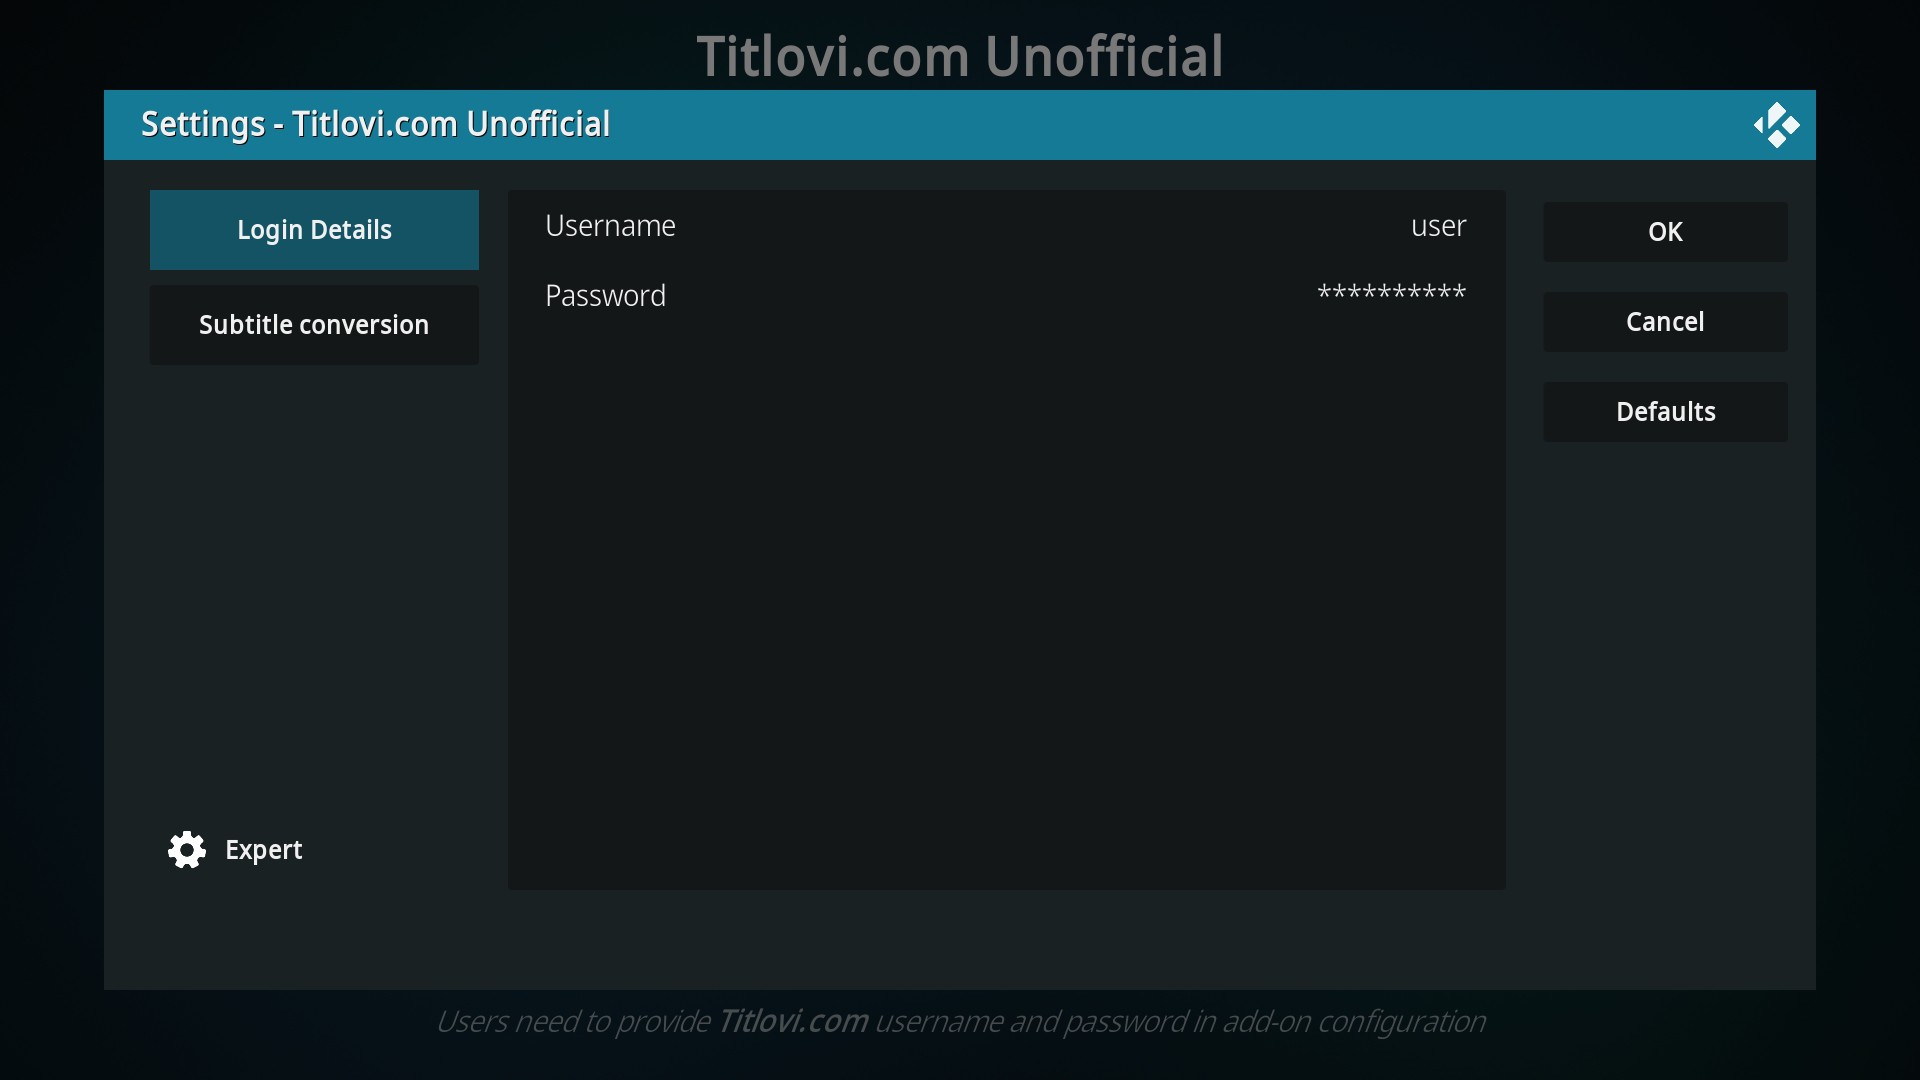 Titlovi.com Unofficial
Settings - Titlovi.com Unofficial
Login Details
Subtitle conversion
Username user
Password **********
OK
Cancel
Defaults
Expert
Users need to provide Titlovi.com username and password in add-on configuration